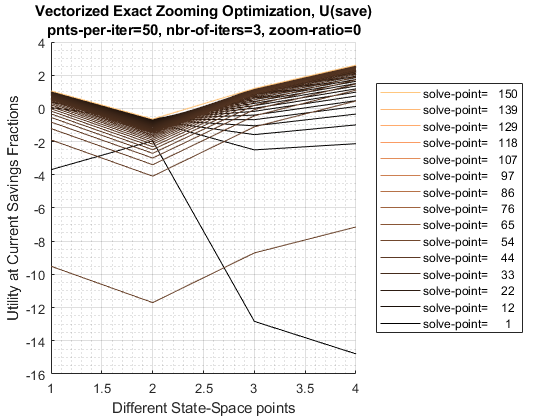 Vectorized Exact Zooming Optimization, U(save)
pnts-per-iter=50, nbr-of-iters=3, zoom-ratio=0
4
2
0
-2
-4
-6
-8
-10
-12
-14
-16
Utility at Current Savings Fractions
1 1.5 2 2.5 3 3.5 4
Different State-Space points
solve-point= 150
solve-point= 139
solve-point= 129
solve-point= 118
solve-point= 107
solve-point= 97
solve-point= 86
solve-point= 76
solve-point= 65
solve-point= 54
solve-point= 44
solve-point= 33
solve-point= 22
solve-point= 12
solve-point= 1